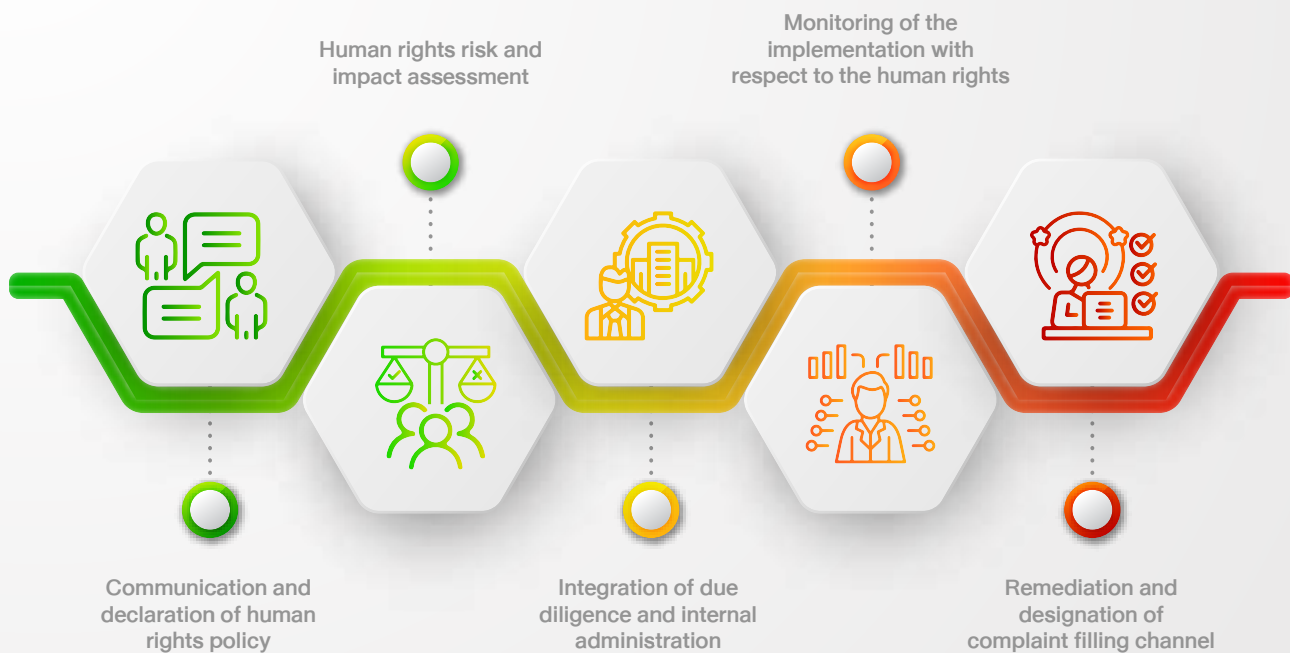 Communication and
declaration of human
rights policy
Human rights risk and
impact assessment
Integration of due
diligence and internal
administration
Monitoring of the
implementation with
respect to the human rights
Remediation and
designation of
complaint filling channel